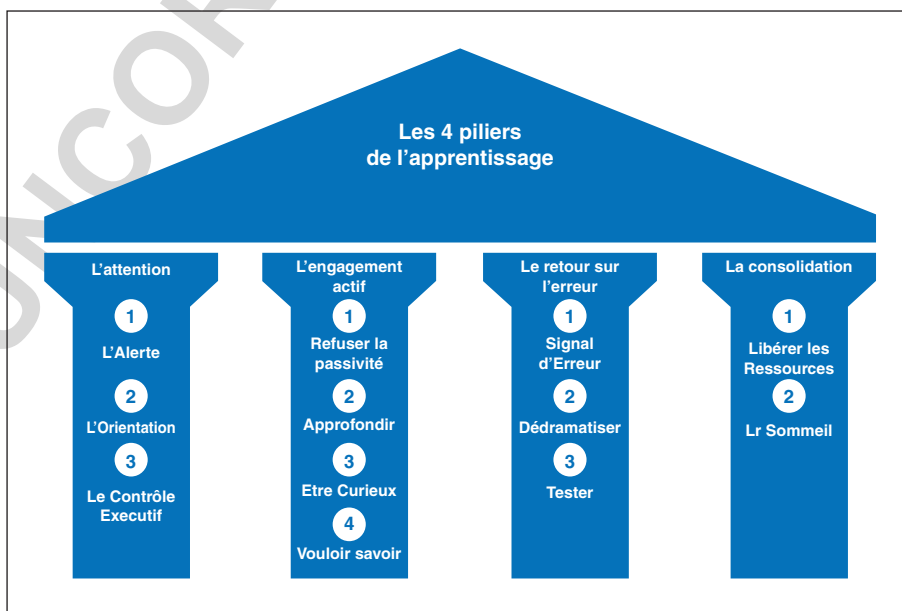 UNCOR
Les 4 piliers
de l'apprentissage
L'attention
1
L'Alerte
2
L'Orientation
3
Le Contrôle
Executif
L'engagement
actif
1
Refuser la
passivité
2
Approfondir
3
Etre Curieux
4
Vouloir savoir
Le retour sur
l'erreur
1
Signal
d'Erreur
2
Dédramatiser
3
Tester
La consolidation
1
Libérer les
Ressources
2
Lr Sommeil